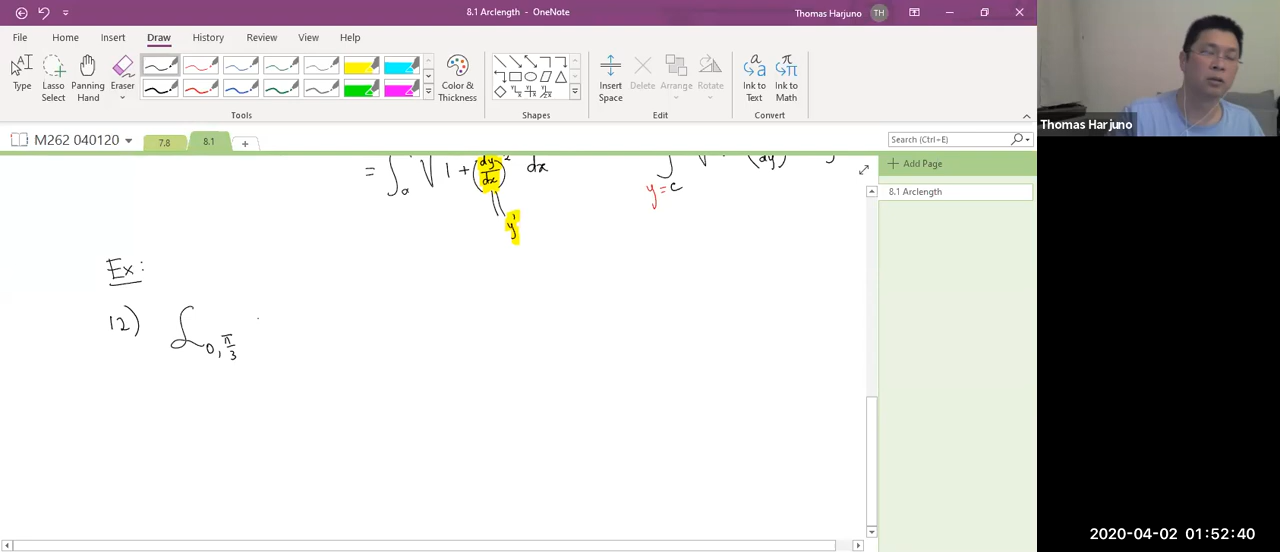 8.1 Arclength - OneNote
Thomas Harjuno TH
File Home Insert Draw History Review View Help
Type Lasso Select Panning Hand Eraser Color & Thickness Insert Space Delete Arrange Rotate Ink to Text Ink to Math
Tools Shapes Edit Convert
Thomas Harjuno
M262 040120 7.8 8.1 +
Search (Ctrl+E)
Add Page
8.1 Arclength
= ∫a √1 + (dy/dx)² dx
y = c
y'
Ex:
12) ℒ0, π/3
2020-04-02 01:52:40